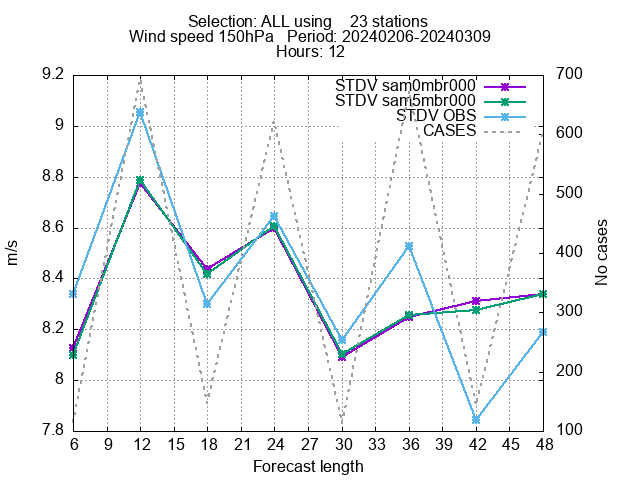 Selection: ALL using    23 stations
Wind speed 150hPa   Period: 20240206-20240309
Hours: 12
9.2
9
8.8
8.6
8.4
8.2
8
7.8
m/s
STDV sam0mbr000
STDV sam5mbr000
STDV OBS
CASES
700
600
500
400
300
200
100
No cases
6 9 12 15 18 21 24 27 30 33 36 39 42 45 48
Forecast length